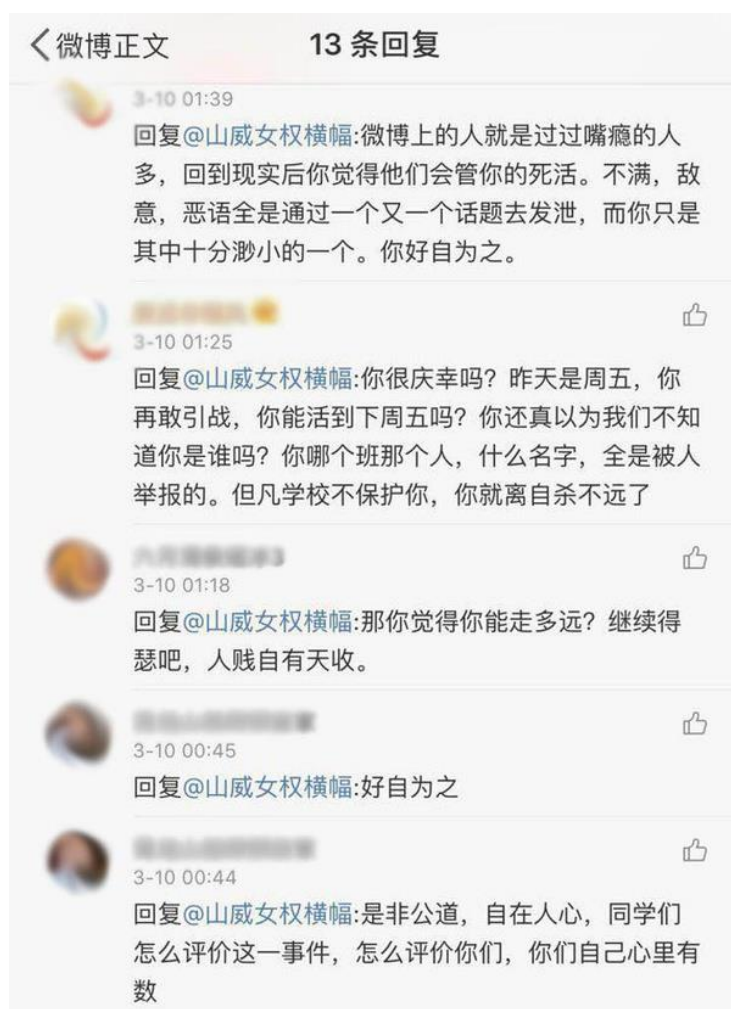 微博正文
13 条回复
3-10 01:39
回复@山威女权横幅:微博上的人就是过过嘴瘾的人
多，回到现实后你觉得他们会管你的死活。不满，敌
意，恶语全是通过一个又一个话题去发泄，而你只是
其中十分渺小的一个。你好自为之。
3-10 01:25
回复@山威女权横幅:你很庆幸吗？昨天是周五，你
再敢引战，你能活到下周五吗？你还真以为我们不知
道你是谁吗？你哪个班那个人，什么名字，全是被人
举报的。但凡学校不保护你，你就离自杀不远了
3-10 01:18
回复@山威女权横幅:那你觉得你能走多远？继续得
瑟吧，人贱自有天收。
3-10 00:45
回复@山威女权横幅:好自为之
3-10 00:44
回复@山威女权横幅:是非公道，自在人心，同学们
怎么评价这一事件，怎么评价你们，你们自己心里有
数